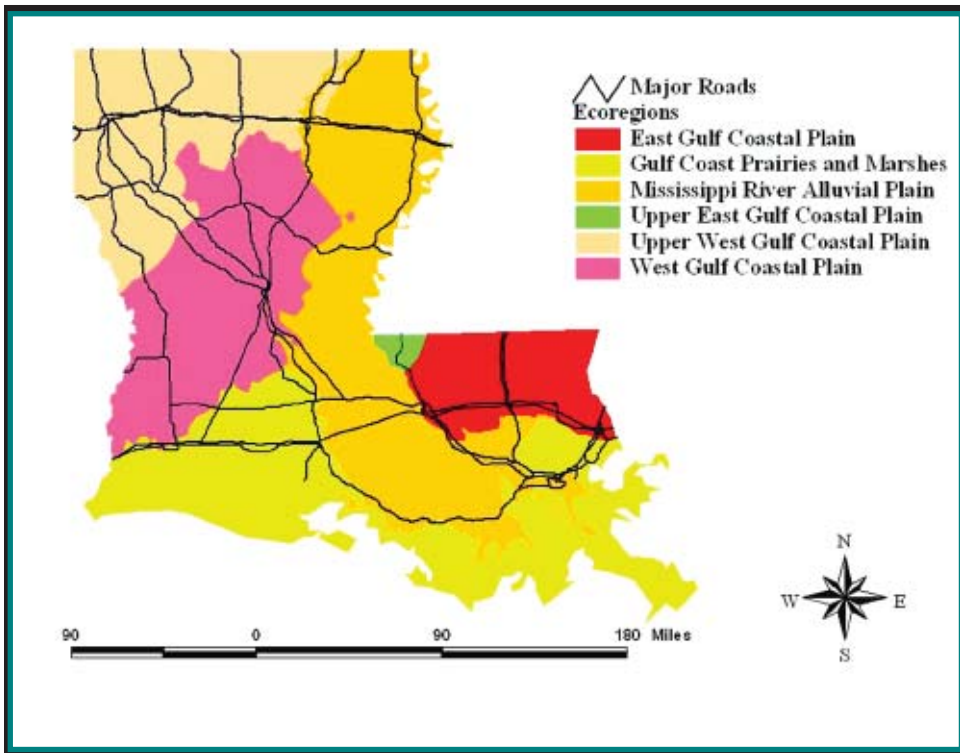 Major Roads
Ecoregions
East Gulf Coastal Plain
Gulf Coast Prairies and Marshes
Mississippi River Alluvial Plain
Upper East Gulf Coastal Plain
Upper West Gulf Coastal Plain
West Gulf Coastal Plain
N
W E
S
90 0 90 180 Miles